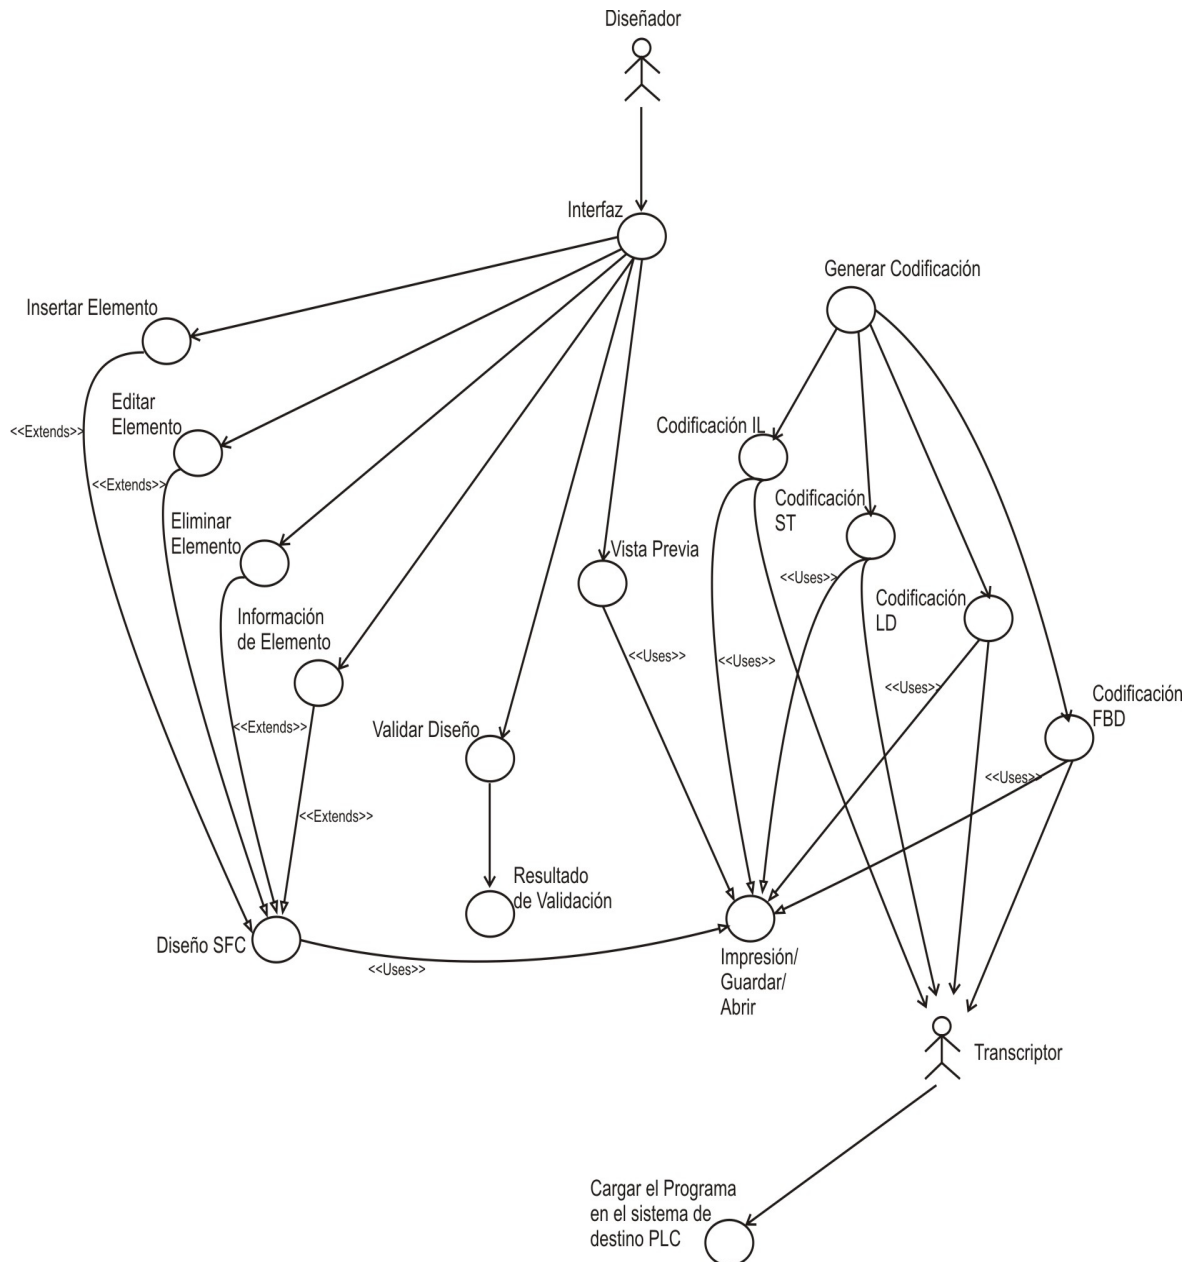 Diseñador
Interfaz
Generar Codificación
Insertar Elemento
Editar
Elemento
<<Extends>>
Codificación IL
<<Extends>>
Codificación
ST
Eliminar
Elemento
Vista Previa
<<Uses>>
Codificación
LD
Información
de Elemento
<<Uses>>
<<Uses>>
<<Uses>>
Codificación
FBD
<<Extends>>
Validar Diseño
<<Uses>>
<<Extends>>
Resultado
de Validación
Diseño SFC
<<Uses>>
Impresión/
Guardar/
Abrir
Transcriptor
Cargar el Programa
en el sistema de
destino PLC